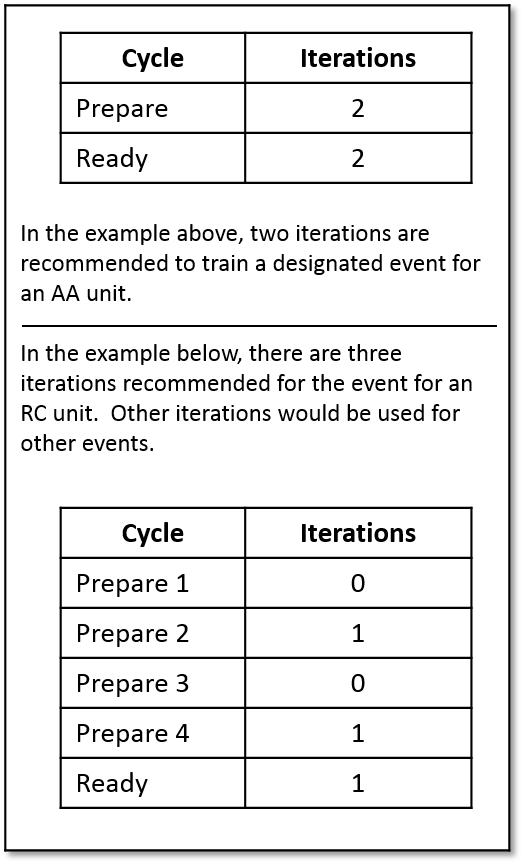 Cycle Iterations
Prepare 2
Ready 2
In the example above, two iterations are
recommended to train a designated event for
an AA unit.
In the example below, there are three
iterations recommended for the event for an
RC unit.  Other iterations would be used for
other events.
Cycle Iterations
Prepare 1 0
Prepare 2 1
Prepare 3 0
Prepare 4 1
Ready 1